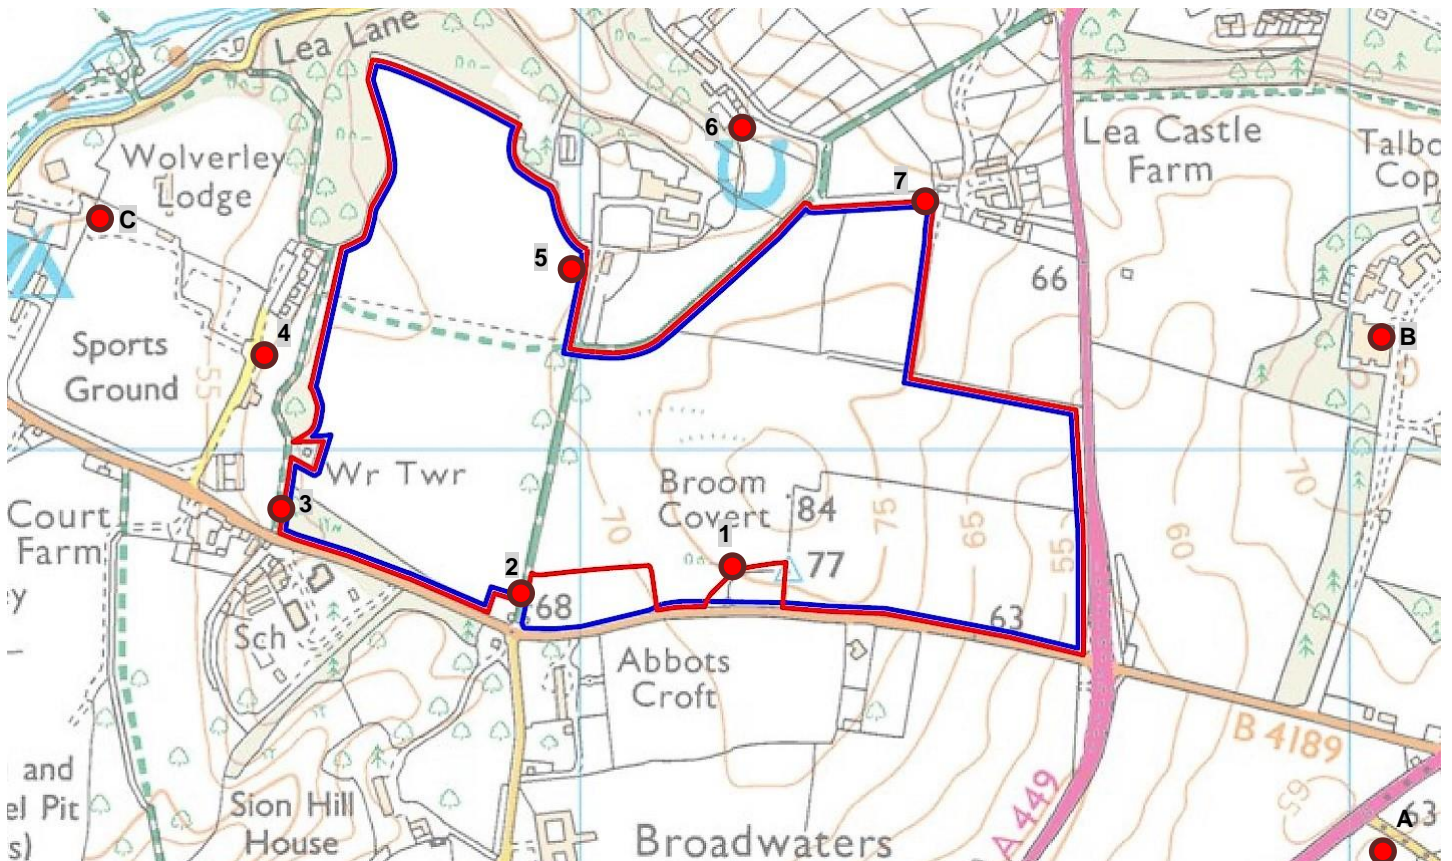 Lea Lane
Wolverley
Lodge
C
Sports
Ground
4
55
5
6
7
Lea Castle
Farm
Talbo
Cop
66
B
Wr Twr
Court
Farm
3
2
68
Broom
Covert
84
1
77
70
75
65
55
60
70
63
y
Sch
Abbots
Croft
B 4189
and
el Pit
s)
Sion Hill
House
Broadwaters
A 449
65
A
63